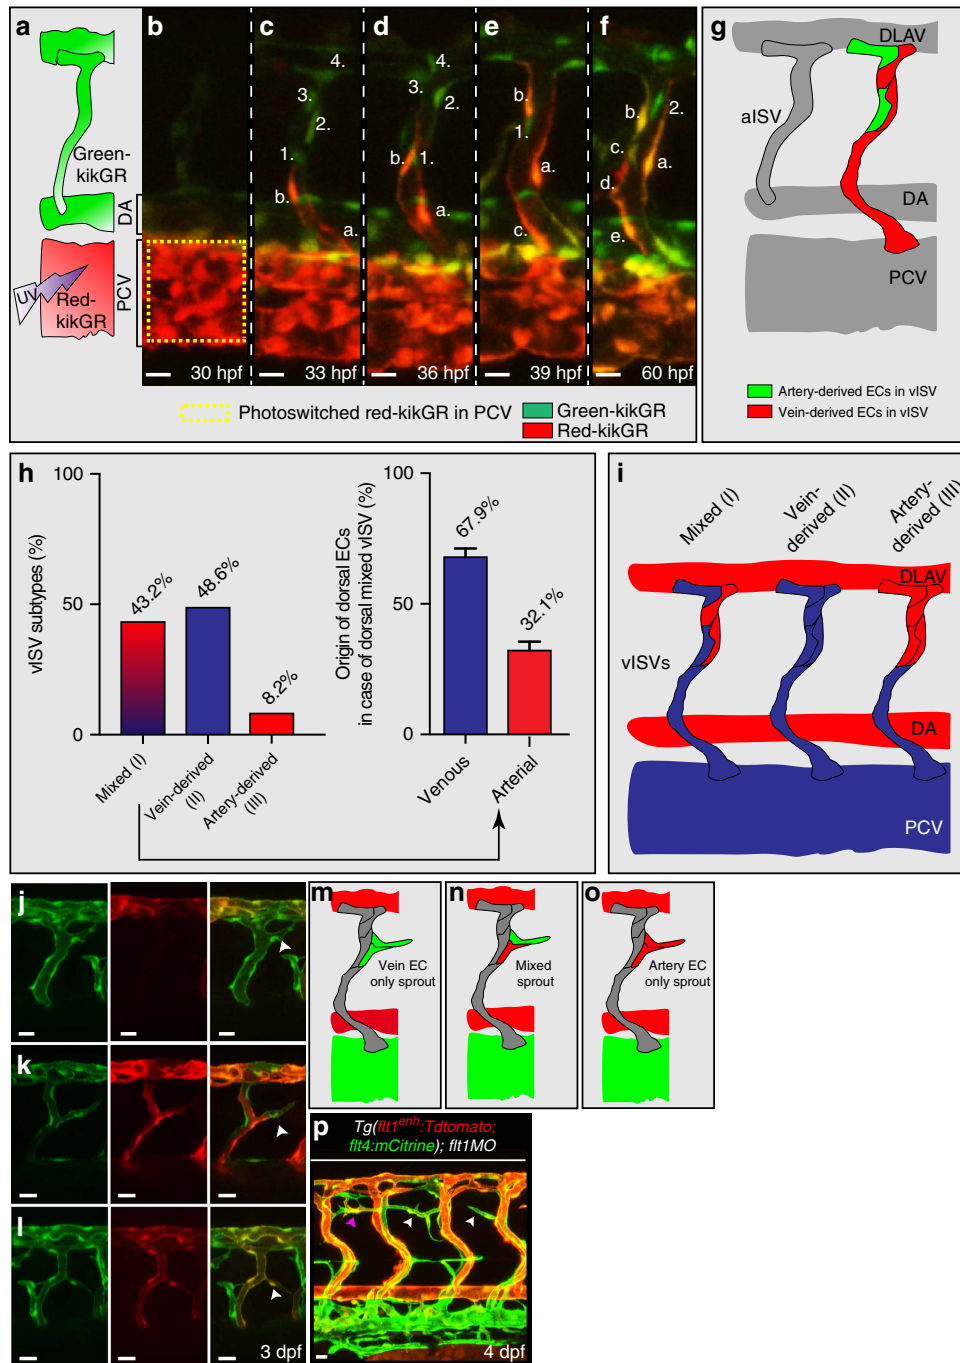 a
Green-
kikGR
DA
UV
Red-
kikGR
PCV
b
c
d
e
f
4.
3.
2.
1.
b.
a.
4.
3.
2.
b.
1.
a.
b.
1.
a.
c.
2.
b.
c.
a.
d.
e.
30 hpf
33 hpf
36 hpf
39 hpf
60 hpf
Photoswitched red-kikGR in PCV
Green-kikGR
Red-kikGR
g
DLAV
aISV
DA
PCV
Artery-derived ECs in vISV
Vein-derived ECs in vISV
h
vISV subtypes (%)
100
50
0
43.2%
48.6%
8.2%
Mixed (I)
Vein-derived
(II)
Artery-derived
(III)
Origin of dorsal ECs
in case of dorsal mixed vISV (%)
100
50
0
67.9%
32.1%
Venous
Arterial
i
Mixed (I)
Vein-
derived (II)
Artery-
derived (III)
DLAV
vISVs
DA
PCV
j
k
l
3 dpf
m
Vein EC
only sprout
n
Mixed
sprout
o
Artery EC
only sprout
p
Tg(flt1enh:Tdtomato;
flt4:mCitrine); flt1MO
4 dpf